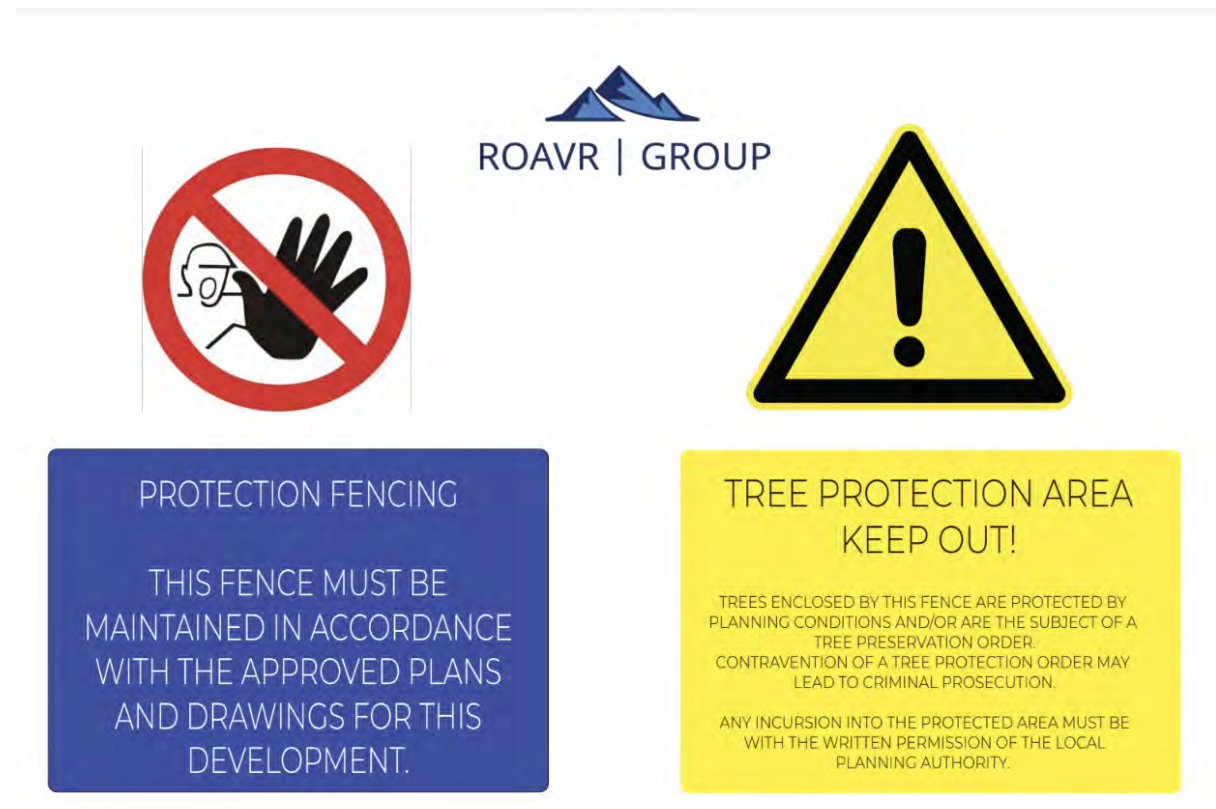 ROAVR | GROUP
PROTECTION FENCING
THIS FENCE MUST BE
MAINTAINED IN ACCORDANCE
WITH THE APPROVED PLANS
AND DRAWINGS FOR THIS
DEVELOPMENT.
TREE PROTECTION AREA
KEEP OUT!
TREES ENCLOSED BY THIS FENCE ARE PROTECTED BY
PLANNING CONDITIONS AND/OR ARE THE SUBJECT OF A
TREE PRESERVATION ORDER.
CONTRAVENTION OF A TREE PROTECTION ORDER MAY
LEAD TO CRIMINAL PROSECUTION.
ANY INCURSION INTO THE PROTECTED AREA MUST BE
WITH THE WRITTEN PERMISSION OF THE LOCAL
PLANNING AUTHORITY.